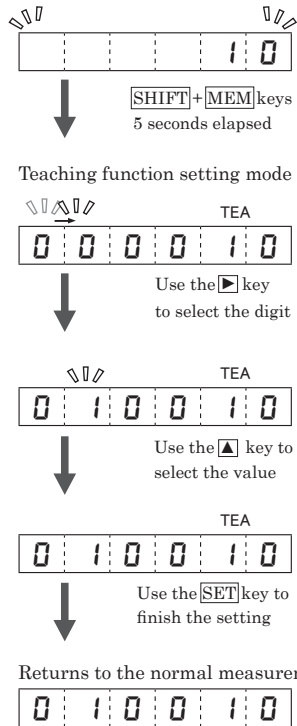 1 0
SHIFT + MEM keys
5 seconds elapsed
Teaching function setting mode
TEA
0 0 0 0 1 0
Use the ▶ key
to select the digit
TEA
0 1 0 0 1 0
Use the ▲ key to
select the value
TEA
0 1 0 0 1 0
Use the SET key to
finish the setting
Returns to the normal
0 1 0 0 1 0